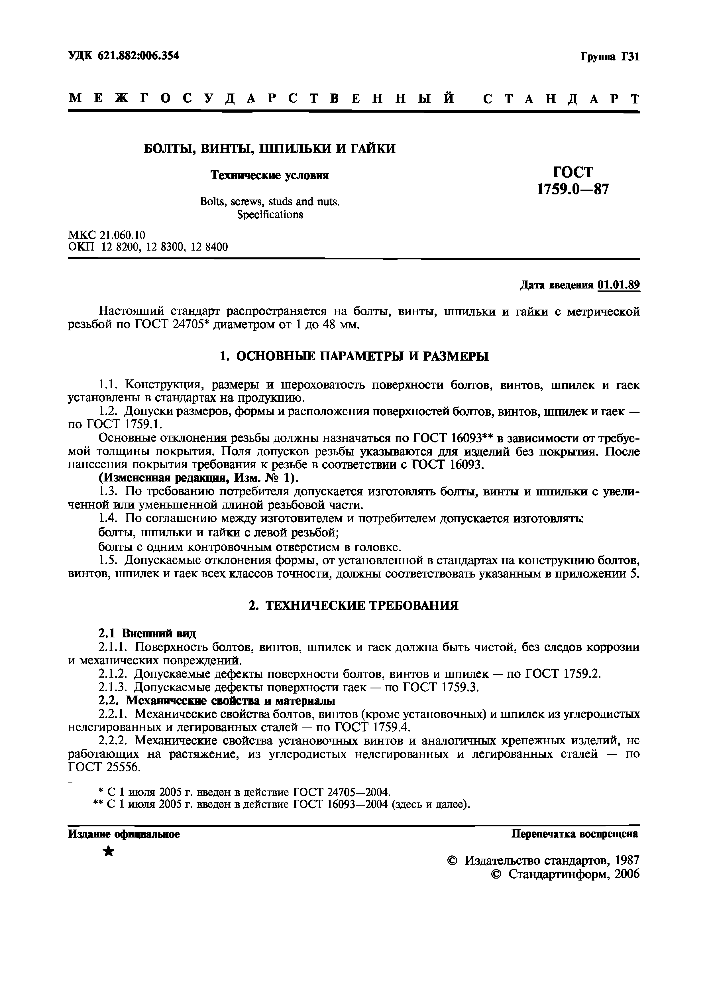 УДК 621.882:006.354
Группа Г31
МЕЖГОСУДАРСТВЕННЫЙ СТАНДАРТ
БОЛТЫ, ВИНТЫ, ШПИЛЬКИ И ГАЙКИ
Технические условия
Bolts, screws, studs and nuts.
Specifications
ГОСТ
1759.0—87
МКС 21.060.10
ОКП 12 8200, 12 8300, 12 8400
Дата введения 01.01.89
Настоящий стандарт распространяется на болты, винты, шпильки и гайки с метрической
резьбой по ГОСТ 24705* диаметром от 1 до 48 мм.
1. ОСНОВНЫЕ ПАРАМЕТРЫ И РАЗМЕРЫ
1.1. Конструкция, размеры и шероховатость поверхности болтов, винтов, шпилек и гаек
установлены в стандартах на продукцию.
1.2. Допуски размеров, формы и расположения поверхностей болтов, винтов, шпилек и гаек —
по ГОСТ 1759.1.
Основные отклонения резьбы должны назначаться по ГОСТ 16093** в зависимости от требуе-
мой толщины покрытия. Поля допусков резьбы указываются для изделий без покрытия. После
нанесения покрытия требования к резьбе в соответствии с ГОСТ 16093.
(Измененная редакция, Изм. № 1).
1.3. По требованию потребителя допускается изготовлять болты, винты и шпильки с увели-
ченной или уменьшенной длиной резьбовой части.
1.4. По соглашению между изготовителем и потребителем допускается изготовлять:
болты, шпильки и гайки с левой резьбой;
болты с одним контровочным отверстием в головке.
1.5. Допускаемые отклонения формы, от установленной в стандартах на конструкцию болтов,
винтов, шпилек и гаек всех классов точности, должны соответствовать указанным в приложении 5.
2. ТЕХНИЧЕСКИЕ ТРЕБОВАНИЯ
2.1 Внешний вид
2.1.1. Поверхность болтов, винтов, шпилек и гаек должна быть чистой, без следов коррозии
и механических повреждений.
2.1.2. Допускаемые дефекты поверхности болтов, винтов и шпилек — по ГОСТ 1759.2.
2.1.3. Допускаемые дефекты поверхности гаек — по ГОСТ 1759.3.
2.2. Механические свойства и материалы
2.2.1. Механические свойства болтов, винтов (кроме установочных) и шпилек из углеродистых
нелегированных и легированных сталей — по ГОСТ 1759.4.
2.2.2. Механические свойства установочных винтов и аналогичных крепежных изделий, не
работающих на растяжение, из углеродистых нелегированных и легированных сталей — по
ГОСТ 25556.
* С 1 июля 2005 г. введен в действие ГОСТ 24705—2004.
** С 1 июля 2005 г. введен в действие ГОСТ 16093—2004 (здесь и далее).
Издание официальное
Перепечатка воспрещена
★
© Издательство стандартов, 1987
© Стандартинформ, 2006